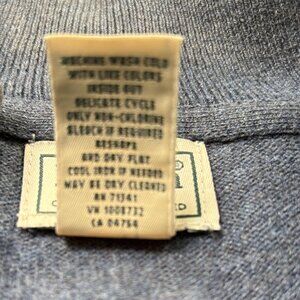 MACHINE WASH COLD
WITH LIKE COLORS
INSIDE OUT
DELICATE CYCLE
ONLY NON-CHLORINE
BLEACH IF REQUIRED
RESHAPE
AND DRY FLAT
COOL IRON IF NEEDED
MAY BE DRY CLEANED
RN 71341
VN 1008732
CA 04764